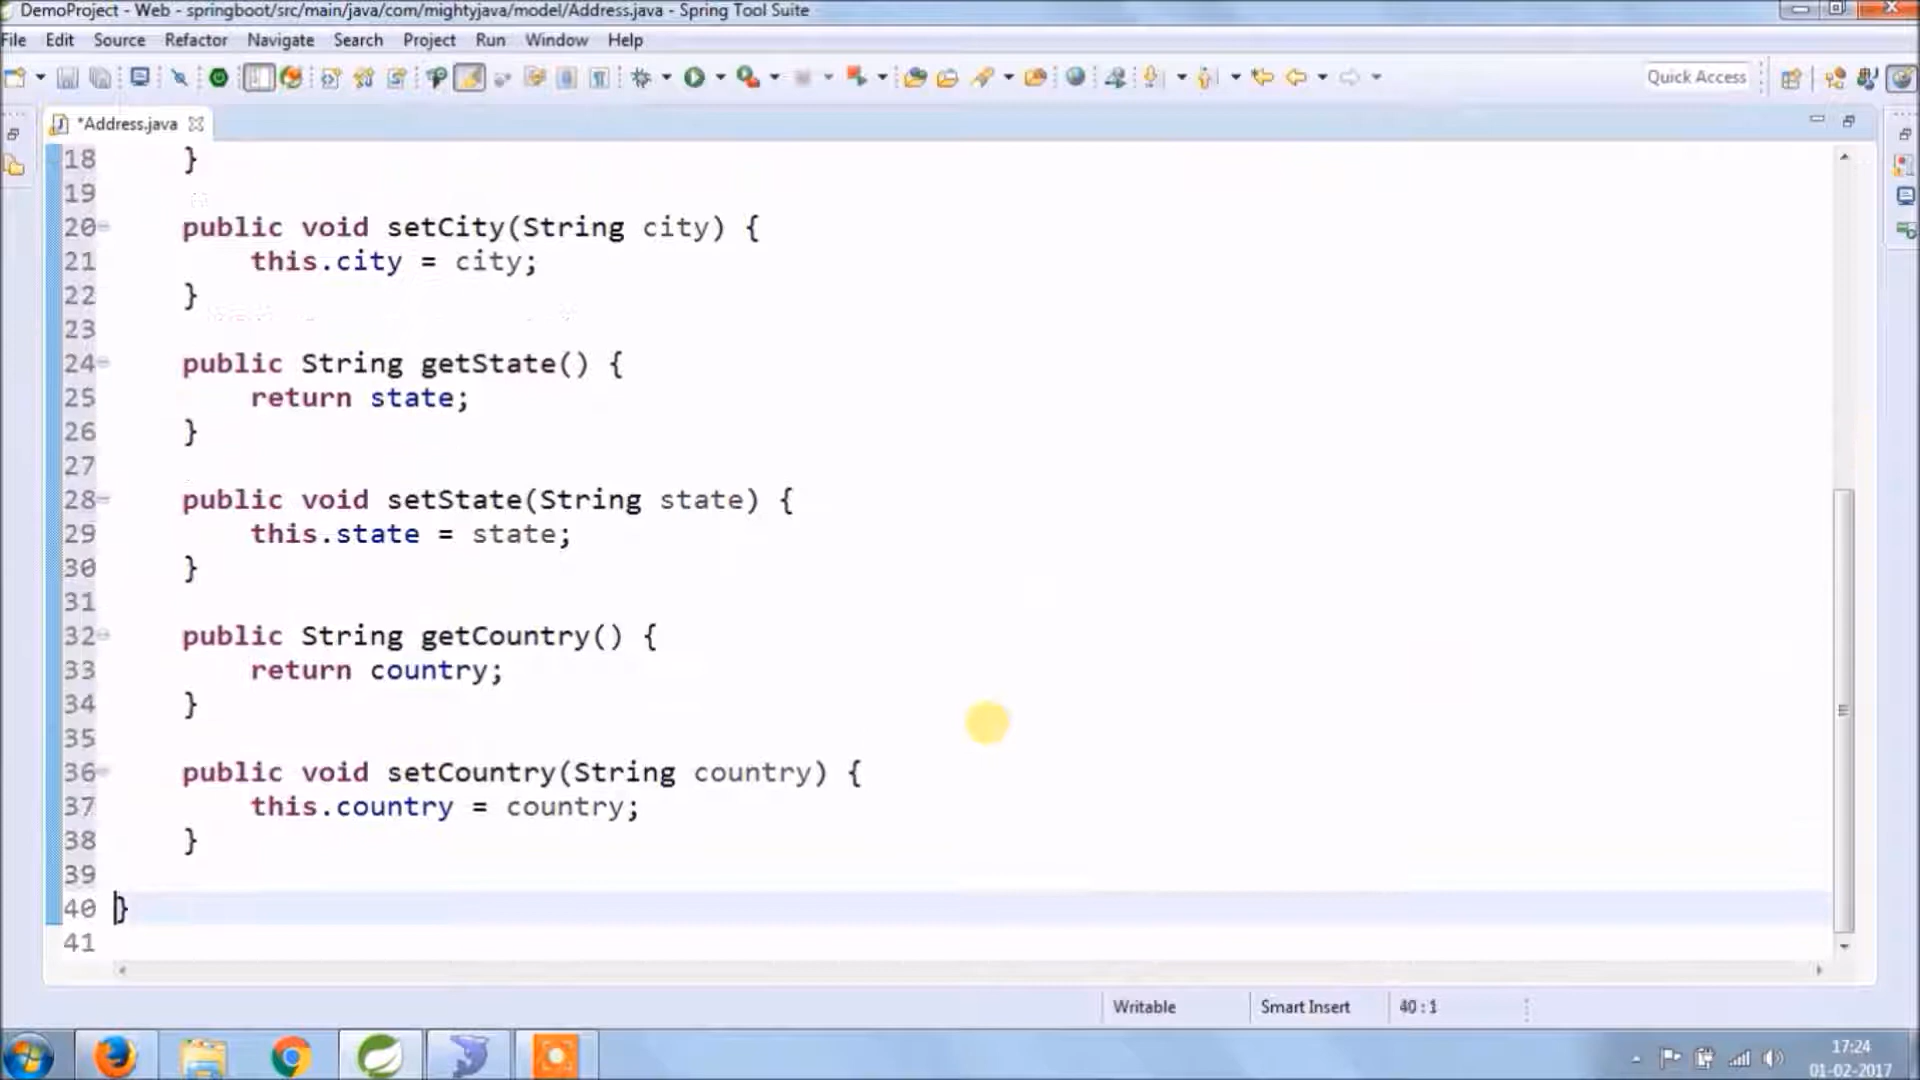 DemoProject - Web - springboot/src/main/java/com/mightyjava/model/Address.java - Spring Tool Suite
File Edit Source Refactor Navigate Search Project Run Window Help
Quick Access
*Address.java
18 }
19
20 public void setCity(String city) {
21 this.city = city;
22 }
23
24 public String getState() {
25 return state;
26 }
27
28 public void setState(String state) {
29 this.state = state;
30 }
31
32 public String getCountry() {
33 return country;
34 }
35
36 public void setCountry(String country) {
37 this.country = country;
38 }
39
40 }
41
Writable Smart Insert 40 : 1
17:24
01-02-2017